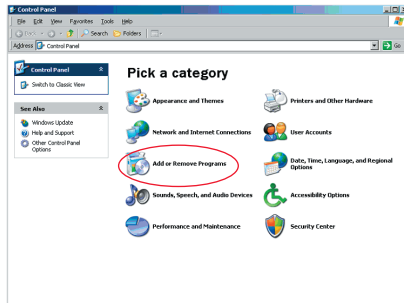 Control Panel
File Edit View Favorites Tools Help
Back Search Folders
Address Control Panel Go
Control Panel
Switch to Classic View
See Also
Windows Update
Help and Support
Other Control Panel
Options
Pick a category
Appearance and Themes
Printers and Other Hardware
Network and Internet Connections
User Accounts
Add or Remove Programs
Date, Time, Language, and Regional
Options
Sounds, Speech, and Audio Devices
Accessibility Options
Performance and Maintenance
Security Center